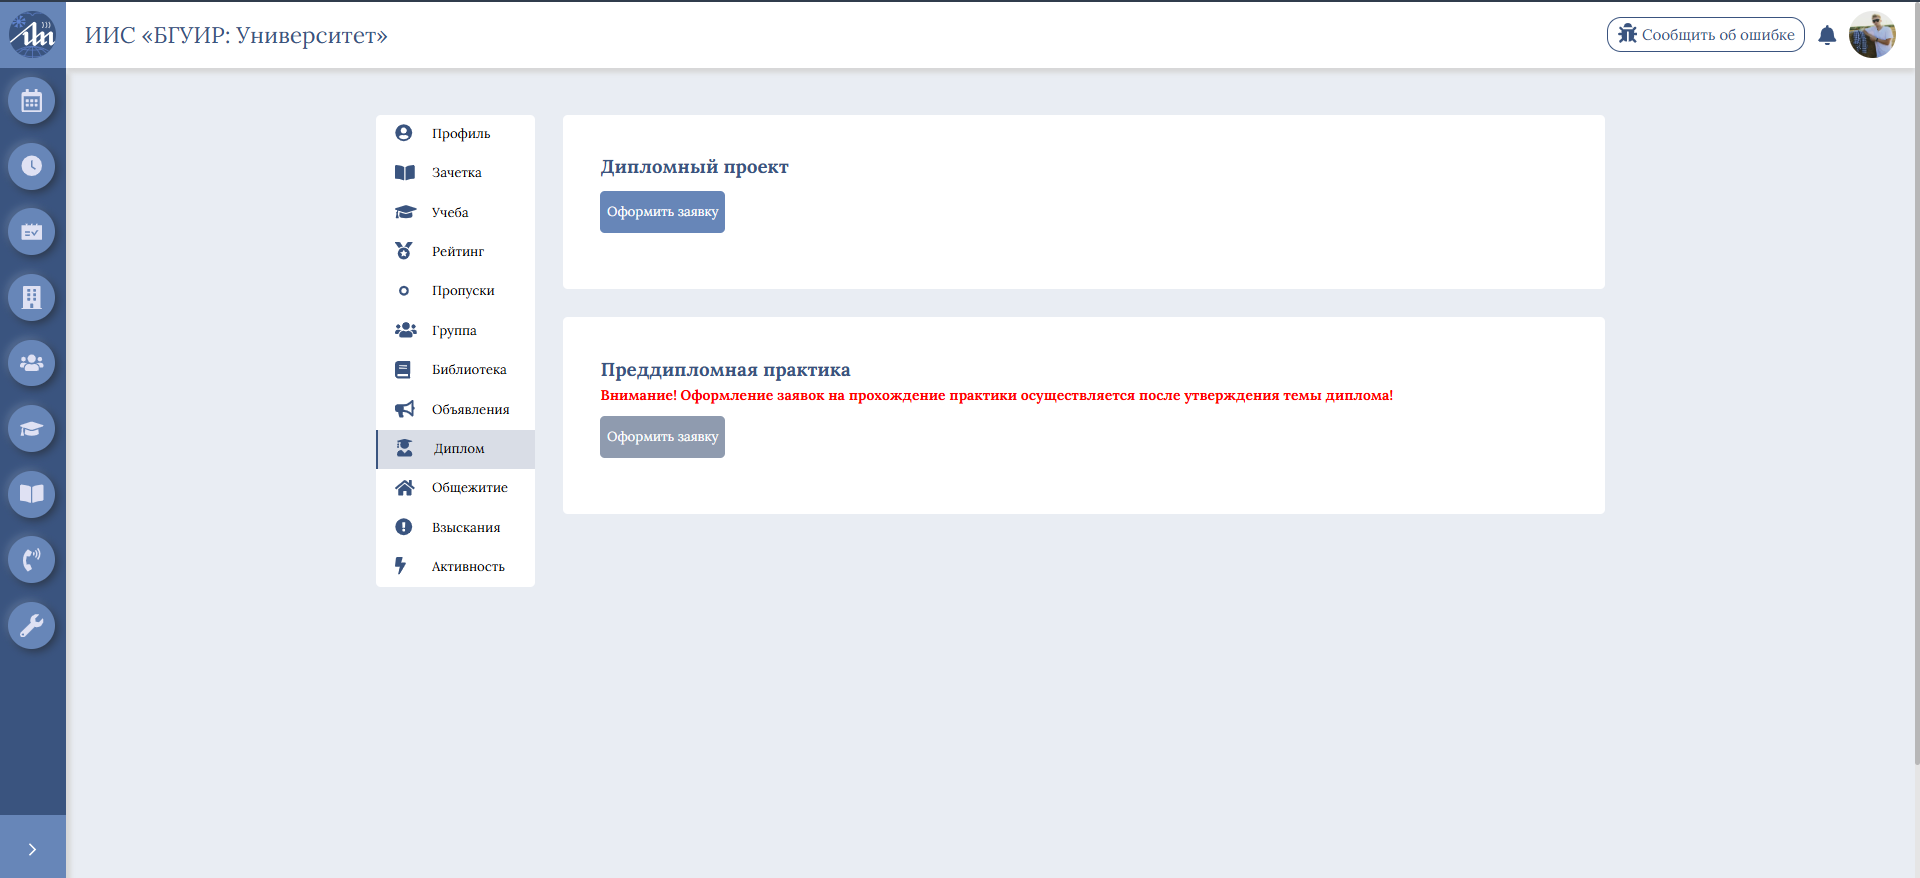 ИИС «БГУИР: Университет»
Сообщить об ошибке
Профиль
Зачетка
Учеба
Рейтинг
Пропуски
Группа
Библиотека
Объявления
Диплом
Общежитие
Взыскания
Активность
Дипломный проект
Оформить заявку
Преддипломная практика
Внимание! Оформление заявок на прохождение практики осуществляется после утверждения темы диплома!
Оформить заявку